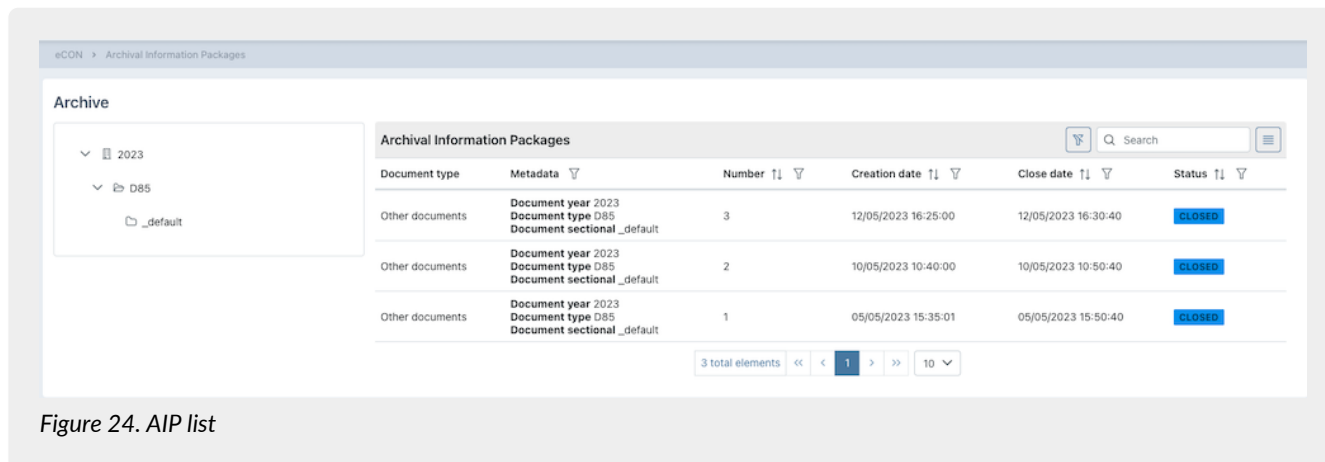 eCON > Archival Information Packages
Archive
2023
D85
_default
Archival Information Packages
Search
Document type Metadata Number Creation date Close date Status
Document year 2023
Other documents Document type D85 3 12/05/2023 16:25:00 12/05/2023 16:30:40 CLOSED
Document sectional _default
Document year 2023
Other documents Document type D85 2 10/05/2023 10:40:00 10/05/2023 10:50:40 CLOSED
Document sectional _default
Document year 2023
Other documents Document type D85 1 05/05/2023 15:35:01 05/05/2023 15:50:40 CLOSED
Document sectional _default
3 total elements « < 1 > » 10
Figure 24. AIP list